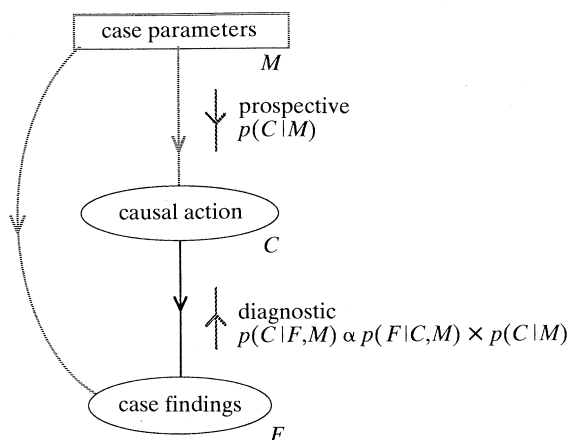 case parameters
M
prospective
p(C|M)
causal action
C
diagnostic
p(C|F,M) α p(F|C,M) × p(C|M)
case findings
F